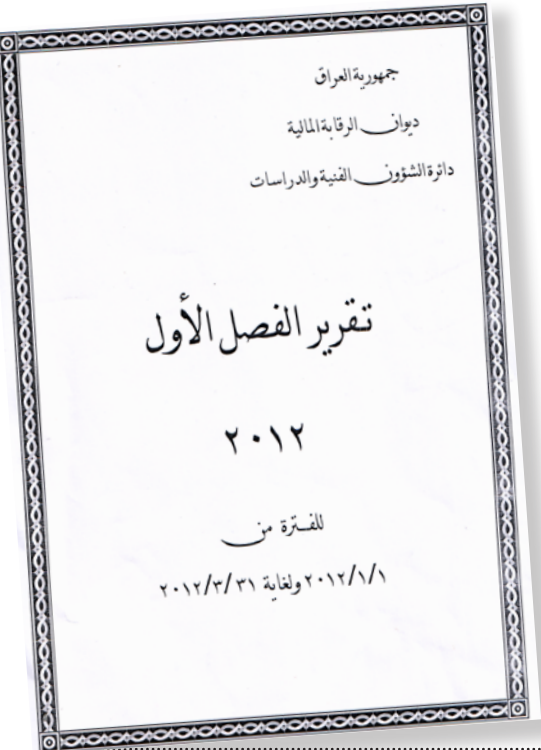 جمهورية العراق
ديوان الرقابة المالية
دائرة الشؤون الفنية والدراسات
تقرير الفصل الأول
٢٠١٢
للفترة من
٢٠١٢/١/١ ولغاية ٢٠١٢/٣/٣١